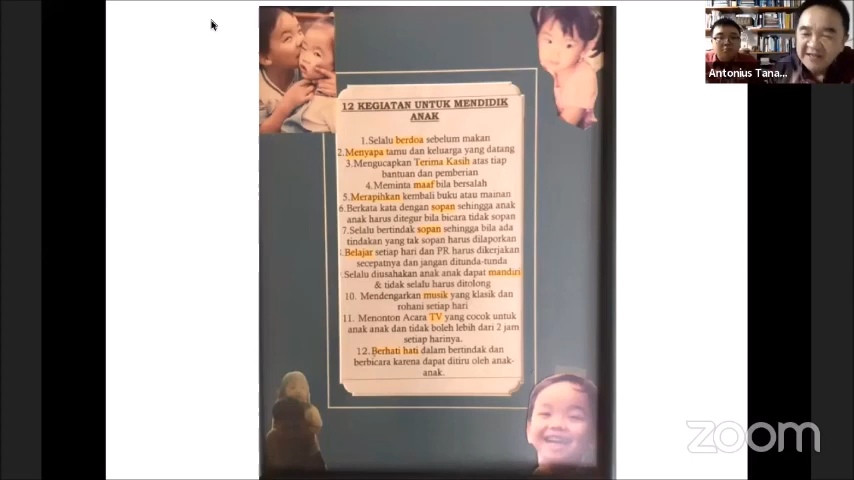 12 KEGIATAN UNTUK MENDIDIK
ANAK
1.Selalu berdoa sebelum makan
2.Menyapa tamu dan keluarga yang datang
3.Mengucapkan Terima Kasih atas tiap
bantuan dan pemberian
4.Meminta maaf bila bersalah
5.Merapihkan kembali buku atau mainan
6.Berkata kata dengan sopan sehingga anak
anak harus ditegur bila bicara tidak sopan
7.Selalu bertindak sopan sehingga bila ada
tindakan yang tak sopan harus dilaporkan
Belajar setiap hari dan PR harus dikerjakan
secepatnya dan jangan ditunda-tunda
Selalu diusahakan anak anak dapat mandiri
& tidak selalu harus ditolong
10. Mendengarkan musik yang klasik dan
rohani setiap hari
11. Menonton Acara TV yang cocok untuk
anak anak dan tidak boleh lebih dari 2 jam
setiap harinya.
12.Berhati hati dalam bertindak dan
berbicara karena dapat ditiru oleh anak-
anak.
Antonius Tana...
zoom